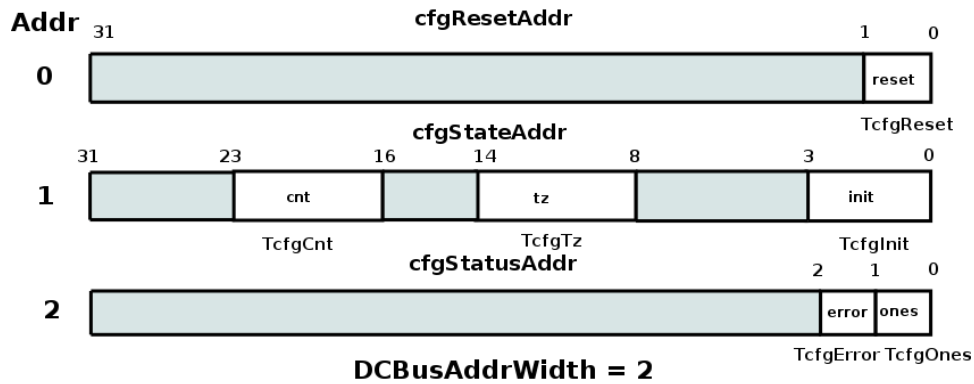 Addr
cfgResetAddr
31 1 0
0 reset
TcfgReset
cfgStateAddr
31 23 16 14 8 3 0
1 cnt tz init
TcfgCnt TcfgTz TcfgInit
cfgStatusAddr
2 1 0
2 error ones
TcfgError TcfgOnes
DCBusAddrWidth = 2